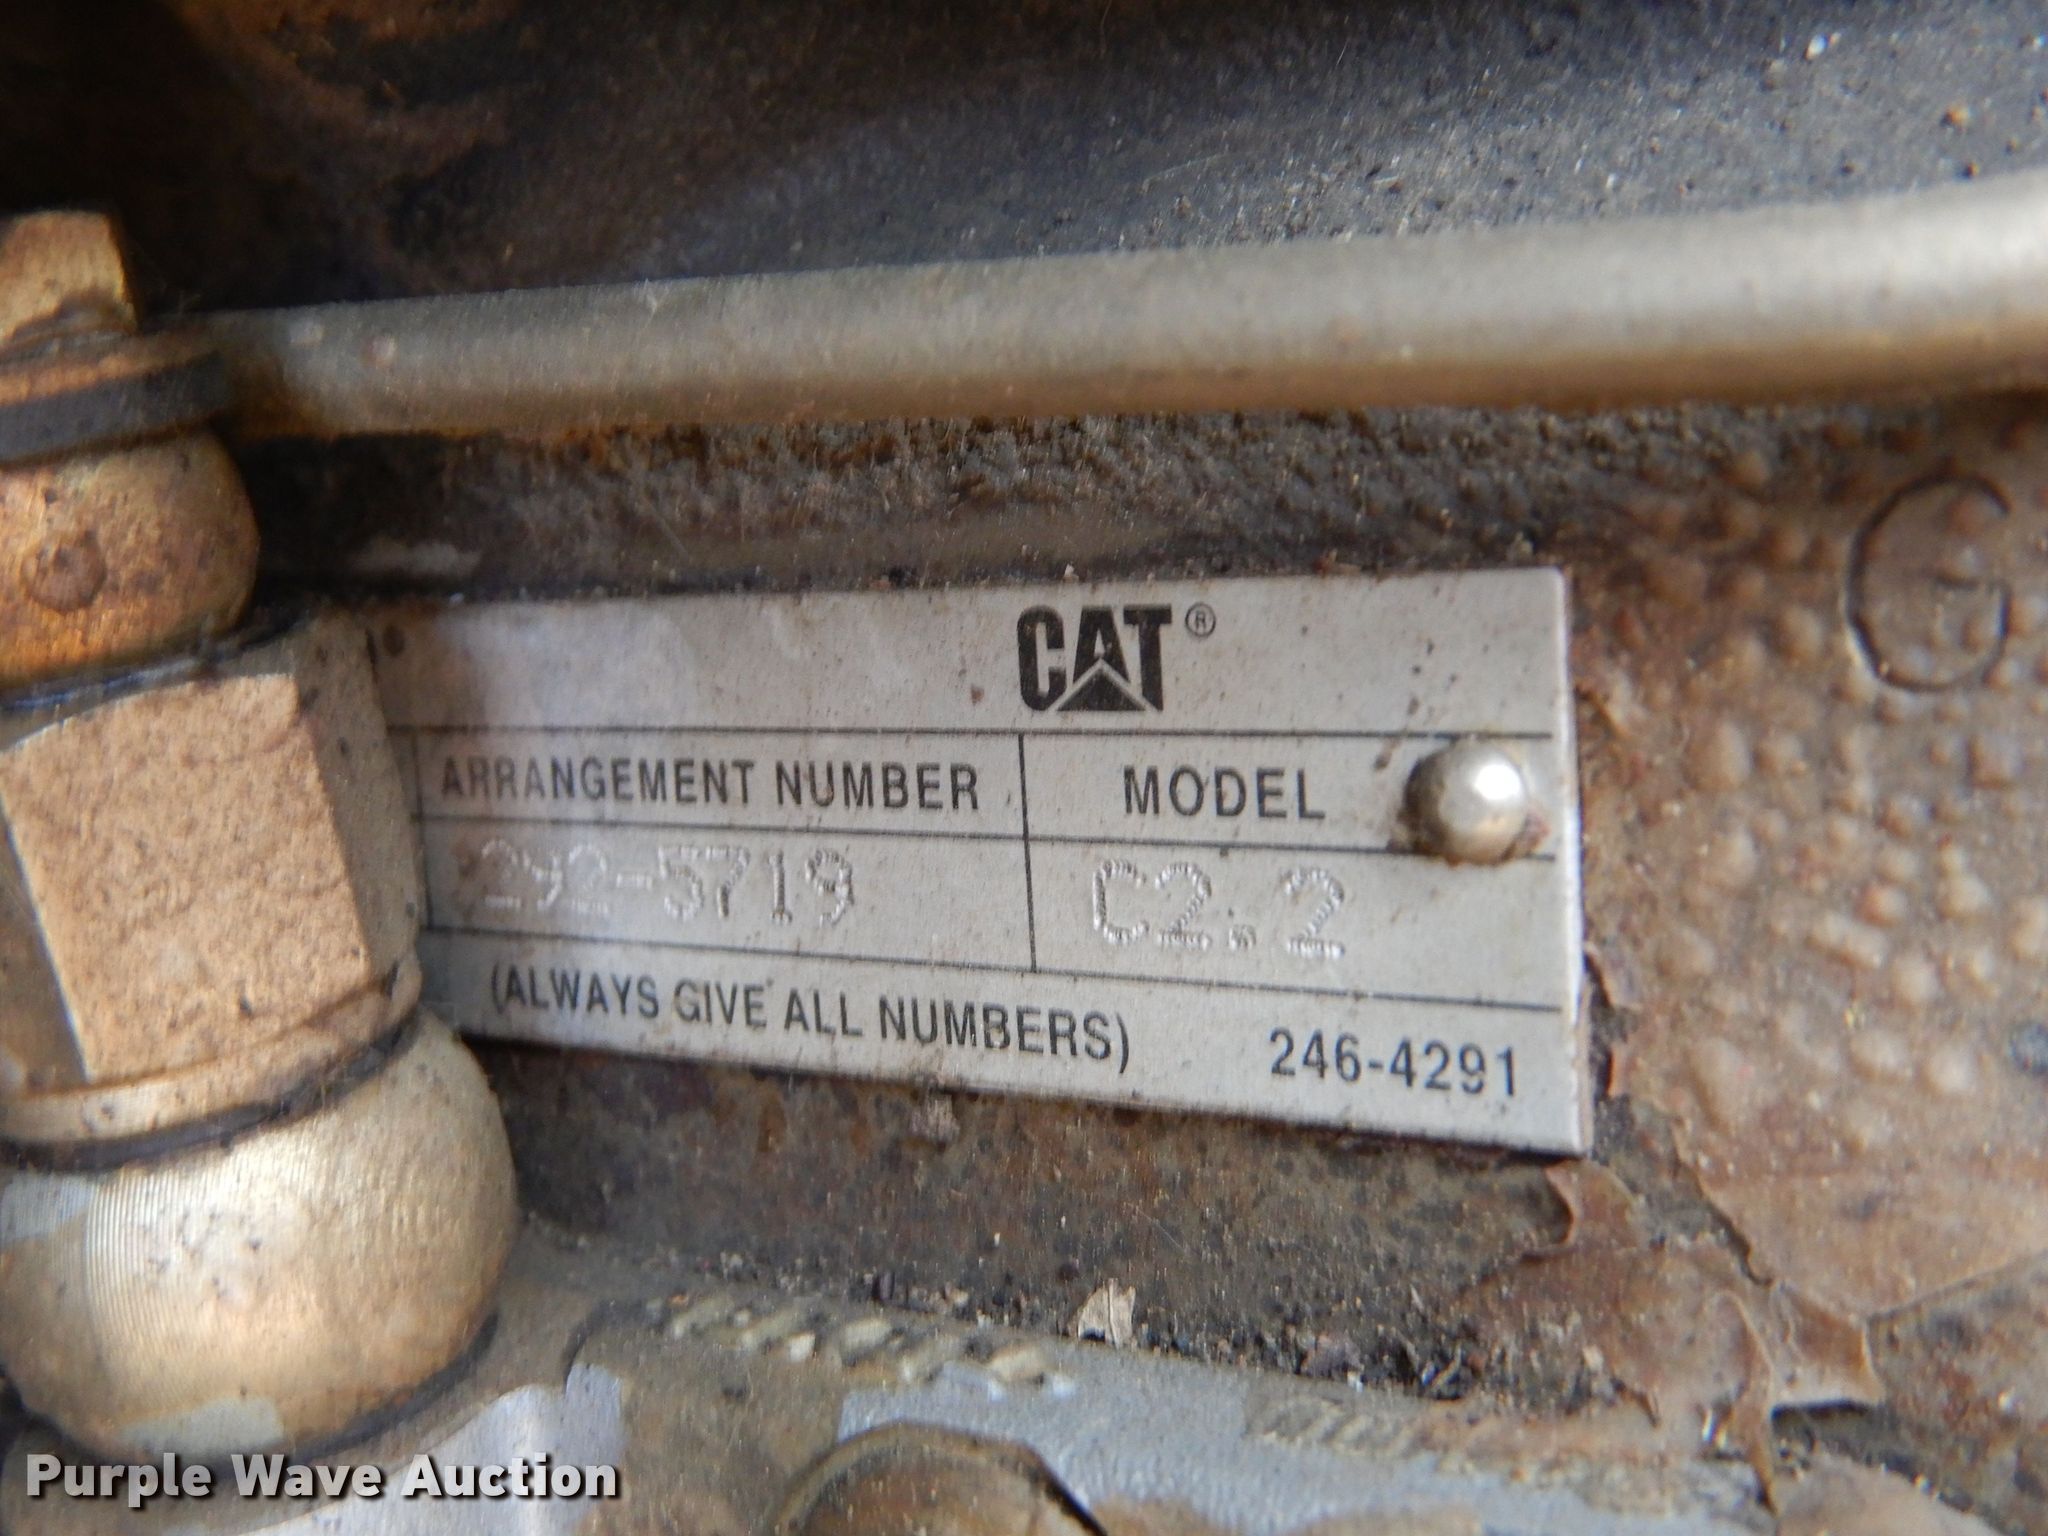 G
CAT®
ARRANGEMENT NUMBER MODEL
292-5719 C2.2
(ALWAYS GIVE ALL NUMBERS) 246-4291
Purple Wave Auction